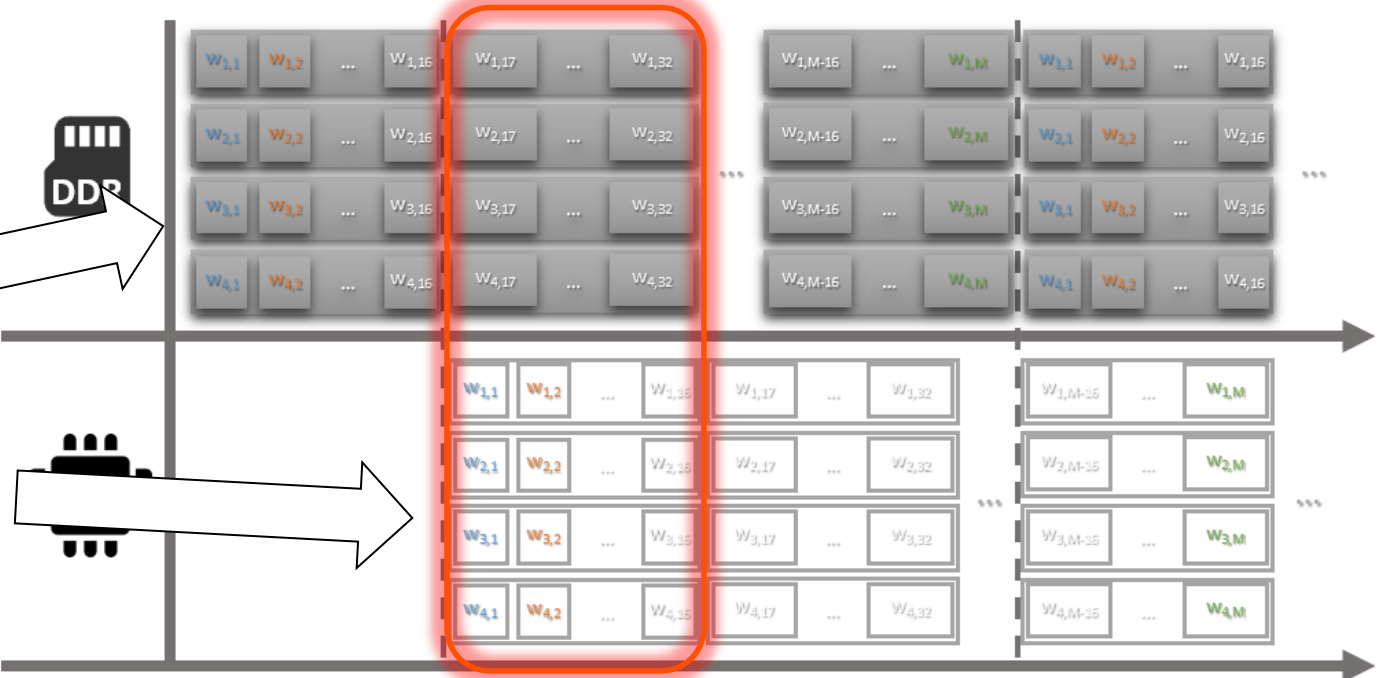 w1,1 w1,2 ... w1,16 w1,17 ... w1,32 w1,M-16 ... w1,M w1,1 w1,2 ... w1,16
w2,1 w2,2 ... w2,16 w2,17 ... w2,32 ... w2,M-16 ... w2,M w2,1 w2,2 ... w2,16 ...
DDR
w3,1 w3,2 ... w3,16 w3,17 ... w3,32 w3,M-16 ... w3,M w3,1 w3,2 ... w3,16
w4,1 w4,2 ... w4,16 w4,17 ... w4,32 w4,M-16 ... w4,M w4,1 w4,2 ... w4,16
w1,1 w1,2 ... w1,16 w1,17 ... w1,32 w1,M-16 ... w1,M
w2,1 w2,2 ... w2,16 w2,17 ... w2,32 ... w2,M-16 ... w2,M ...
w3,1 w3,2 ... w3,16 w3,17 ... w3,32 w3,M-16 ... w3,M
w4,1 w4,2 ... w4,16 w4,17 ... w4,32 w4,M-16 ... w4,M